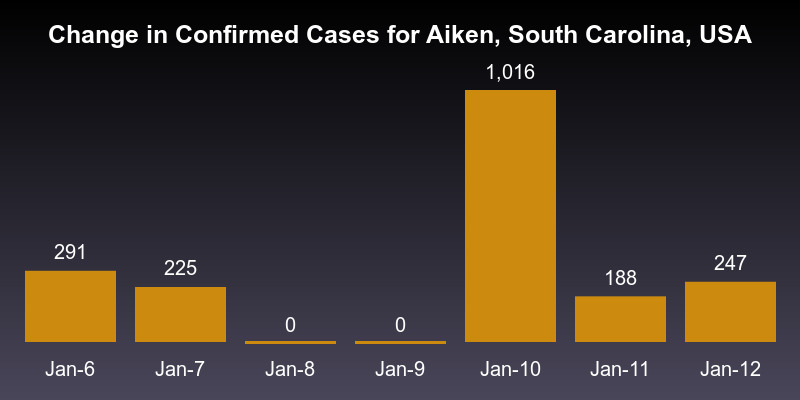 Change in Confirmed Cases for Aiken, South Carolina, USA
1,016
291
225
0
0
188
247
Jan-6
Jan-7
Jan-8
Jan-9
Jan-10
Jan-11
Jan-12